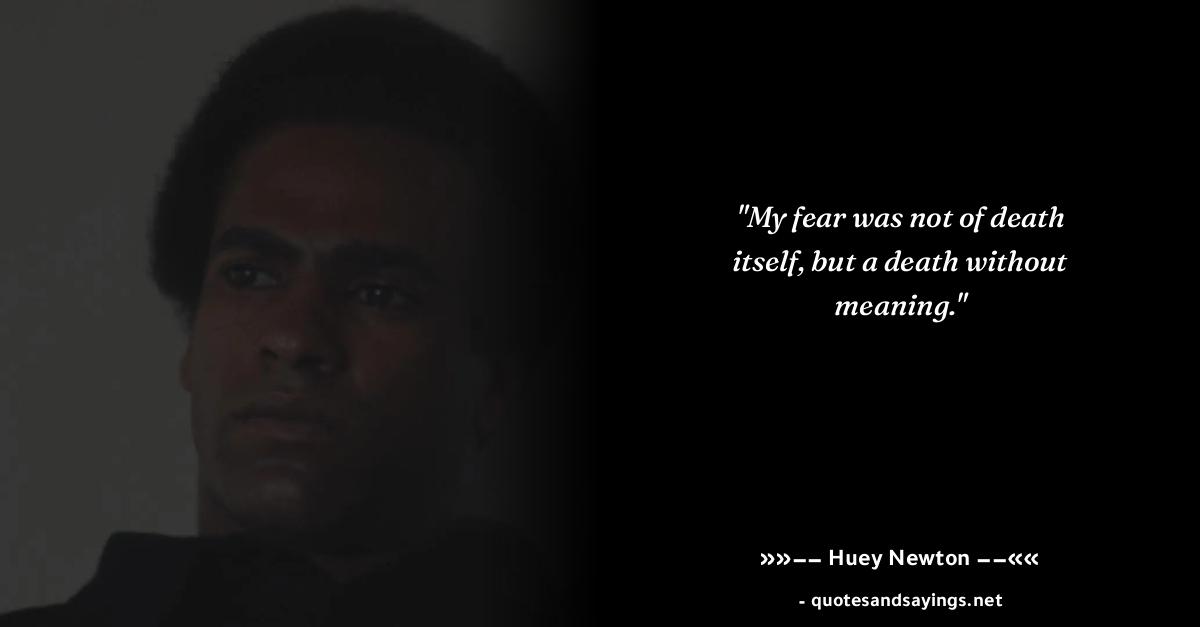 "My fear was not of death
itself, but a death without
meaning."
»»−− Huey Newton −−««
- quotesandsayings.net